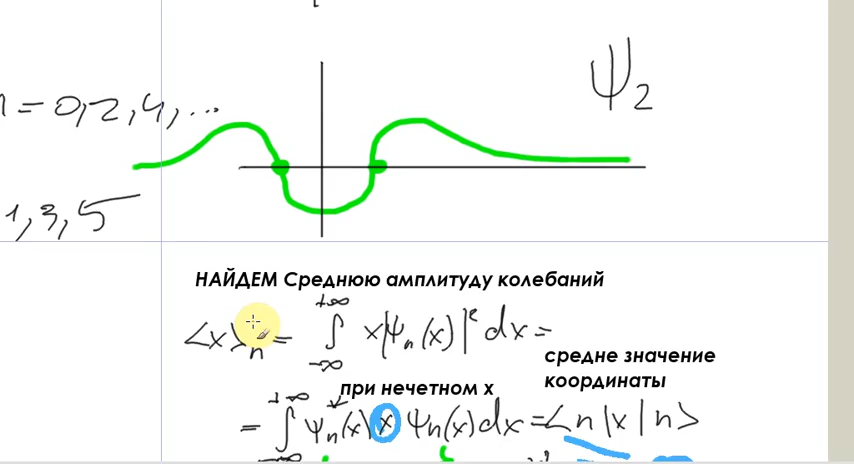 ψ₂
n = 0, 2, 4, ...
1, 3, 5
НАЙДЕМ Среднюю амплитуду колебаний
<x>ₙ = ∫₋∞⁺∞ x|ψₙ(x)|² dx =
средне значение
координаты
при нечетном x
= ∫₋∞⁺∞ ψₙ(x) x ψₙ(x) dx = <n|x|n>